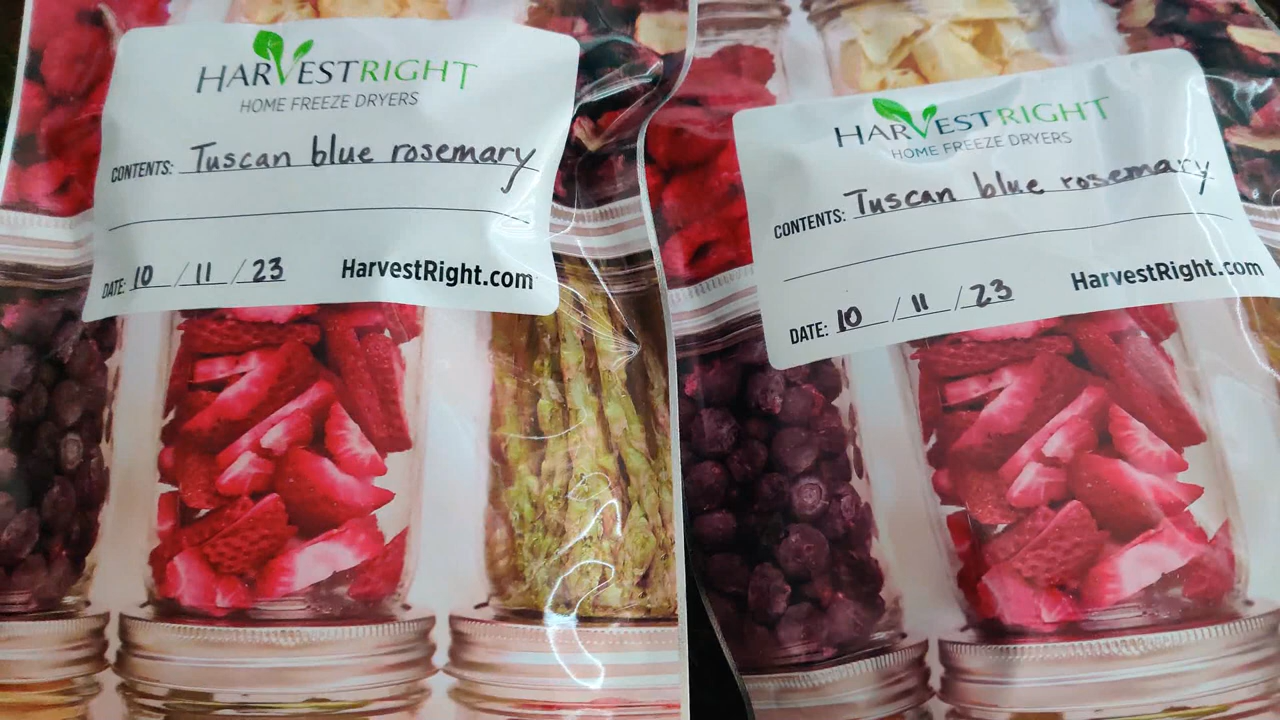 HARVESTRIGHT
HOME FREEZE DRYERS
CONTENTS: Tuscan blue rosemary
DATE: 10 / 11 / 23 HarvestRight.com
HARVESTRIGHT
HOME FREEZE DRYERS
CONTENTS: Tuscan blue rosemary
DATE: 10 / 11 / 23 HarvestRight.com